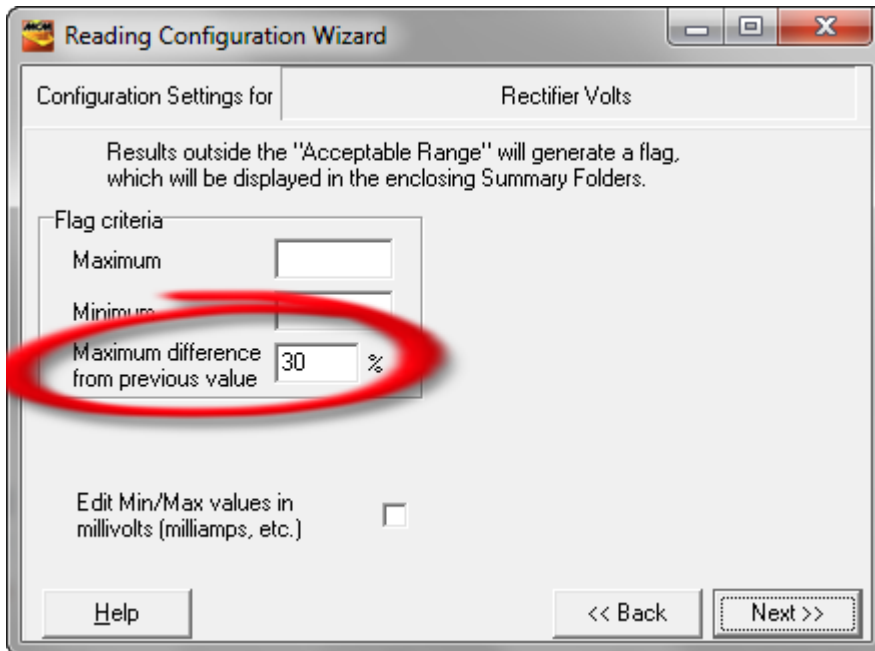 MCM
Reading Configuration Wizard
Configuration Settings for
Rectifier Volts
Results outside the "Acceptable Range" will generate a flag,
which will be displayed in the enclosing Summary Folders.
Flag criteria
Maximum
Minimum
Maximum difference
from previous value
30 %
Edit Min/Max values in
millivolts (milliamps, etc.)
Help
<< Back
Next >>